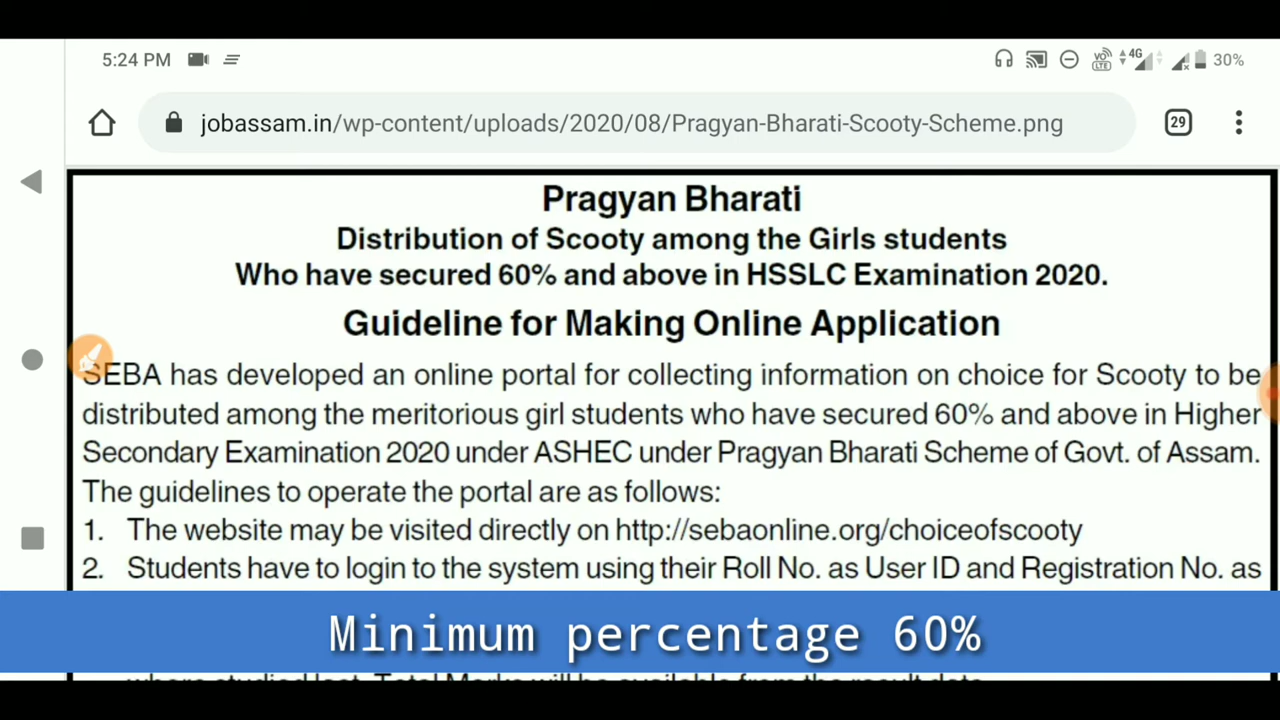 5:24 PM
4G
30%
jobassam.in/wp-content/uploads/2020/08/Pragyan-Bharati-Scooty-Scheme.png
29
Pragyan Bharati
Distribution of Scooty among the Girls students
Who have secured 60% and above in HSSLC Examination 2020.
Guideline for Making Online Application
SEBA has developed an online portal for collecting information on choice for Scooty to be
distributed among the meritorious girl students who have secured 60% and above in Higher
Secondary Examination 2020 under ASHEC under Pragyan Bharati Scheme of Govt. of Assam.
The guidelines to operate the portal are as follows:
1. The website may be visited directly on http://sebaonline.org/choiceofscooty
2. Students have to login to the system using their Roll No. as User ID and Registration No. as
Minimum percentage 60%